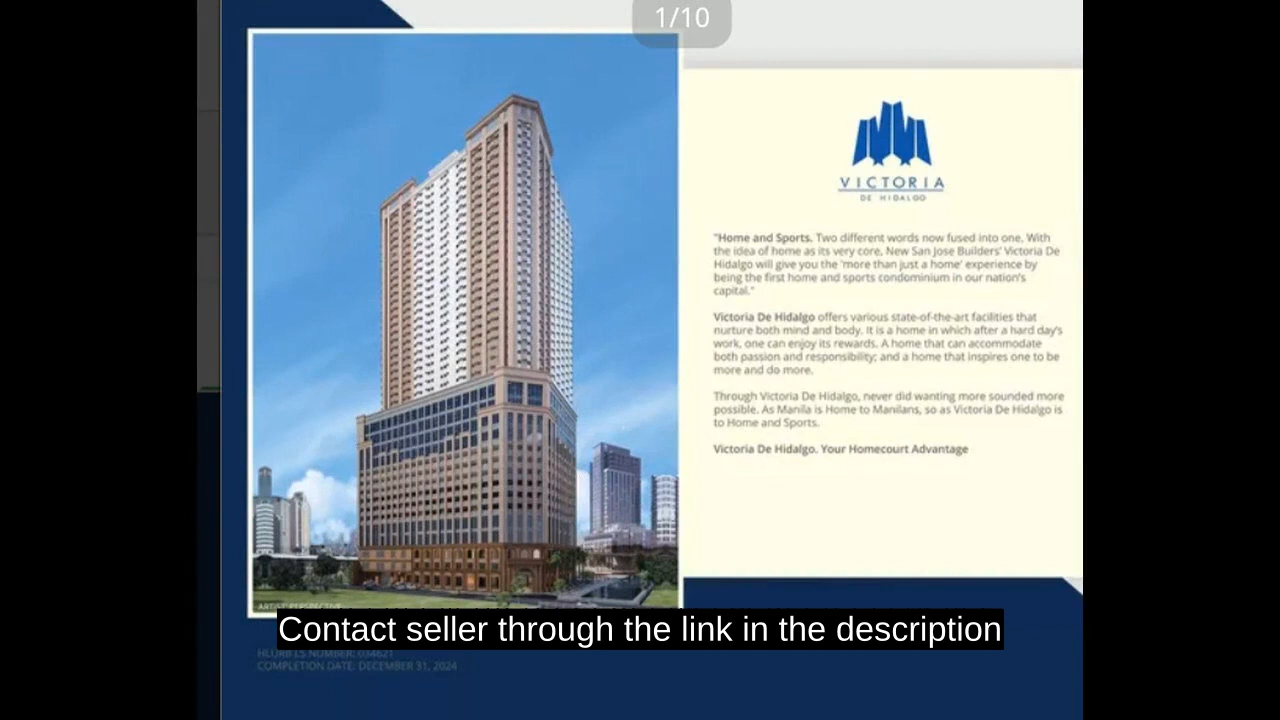 1/10
VICTORIA
DE HIDALGO
"Home and Sports. Two different words now fused into one. With
the idea of home as its very core, New San Jose Builders' Victoria De
Hidalgo will give you the 'more than just a home' experience by
being the first home and sports condominium in our nation's
capital."
Victoria De Hidalgo offers various state-of-the-art facilities that
nurture both mind and body. It is a home in which after a hard day's
work, one can enjoy its rewards. A home that can accommodate
both passion and responsibility; and a home that inspires one to be
more and do more.
Through Victoria De Hidalgo, never did wanting more sounded more
possible. As Manila is Home to Manilans, so as Victoria De Hidalgo is
to Home and Sports.
Victoria De Hidalgo. Your Homecourt Advantage
ARTIST PERSPECTIVE
Contact seller through the link in the description
HLURB LS NUMBER: 034621
COMPLETION DATE: DECEMBER 31, 2024